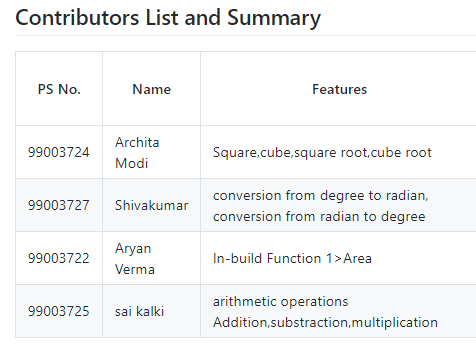 Contributors List and Summary
PS No. Name Features
99003724 Archita Modi Square,cube,square root,cube root
99003727 Shivakumar conversion from degree to radian,
conversion from radian to degree
99003722 Aryan Verma In-build Function 1>Area
99003725 sai kalki arithmetic operations
Addition,substraction,multiplication